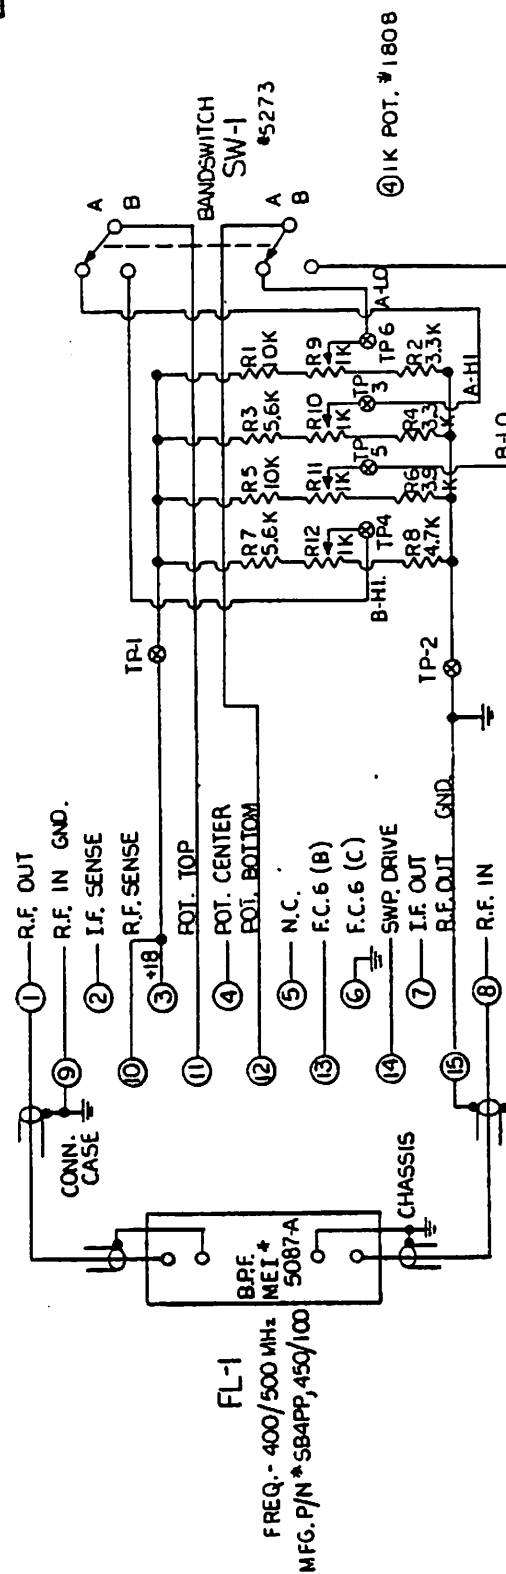 FL-1
FREQ.- 400/500 MHz
MFG. P/N # SB4PP, 450/100
B.P.F.
MEI #
5087-A
CONN.
CASE
CHASSIS
1 R.F. OUT
9 R.F. IN GND.
2 I.F. SENSE
10 R.F. SENSE
3 +18
11 POT. TOP
4 POT. CENTER
12 POT. BOTTOM
5 N.C.
13 F.C. 6 (B)
6 F.C. 6 (C)
14 SWP. DRIVE
7 I.F. OUT
15 R.F. OUT GND.
8 R.F. IN
TP-1
TP-2
R7
5.6K
R12
1K
TP4
R8
4.7K
B-HI.
R5
10K
R11
1K
TP
5
R6
3.9
K
R3
5.6K
R10
1K
TP
3
R4
3.3
K
R1
10K
R9
1K
TP6
R2
3.3K
A-LO
A-HI.
B-LO
A
B
BANDSWITCH
SW-1
#5273
A
B
4 1K POT. #1808